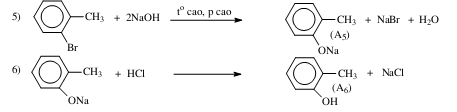 5) CH₃ + 2NaOH t° cao, p cao CH₃ + NaBr + H₂O
Br (A₅)
ONa
6) CH₃ + HCl CH₃ + NaCl
ONa (A₆)
OH